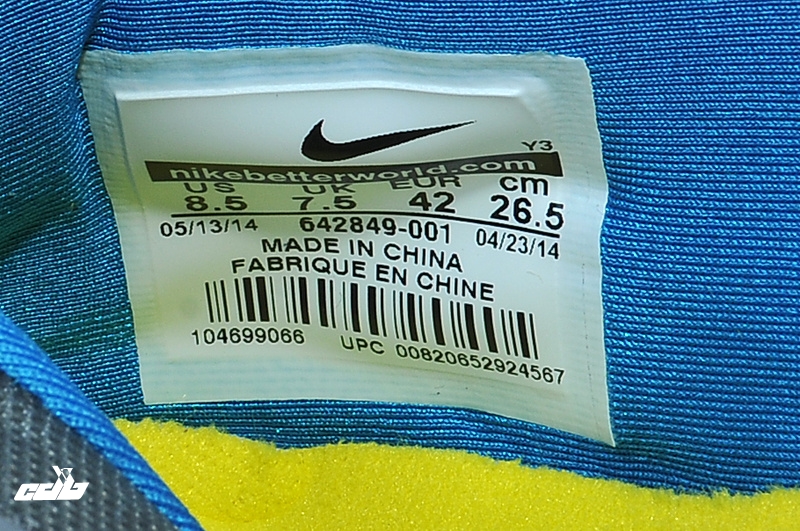 Y3
nikebetterworld.com
US UK EUR cm
8.5 7.5 42 26.5
05/13/14 642849-001 04/23/14
MADE IN CHINA
FABRIQUE EN CHINE
104699066 UPC 00820652924567
cdb